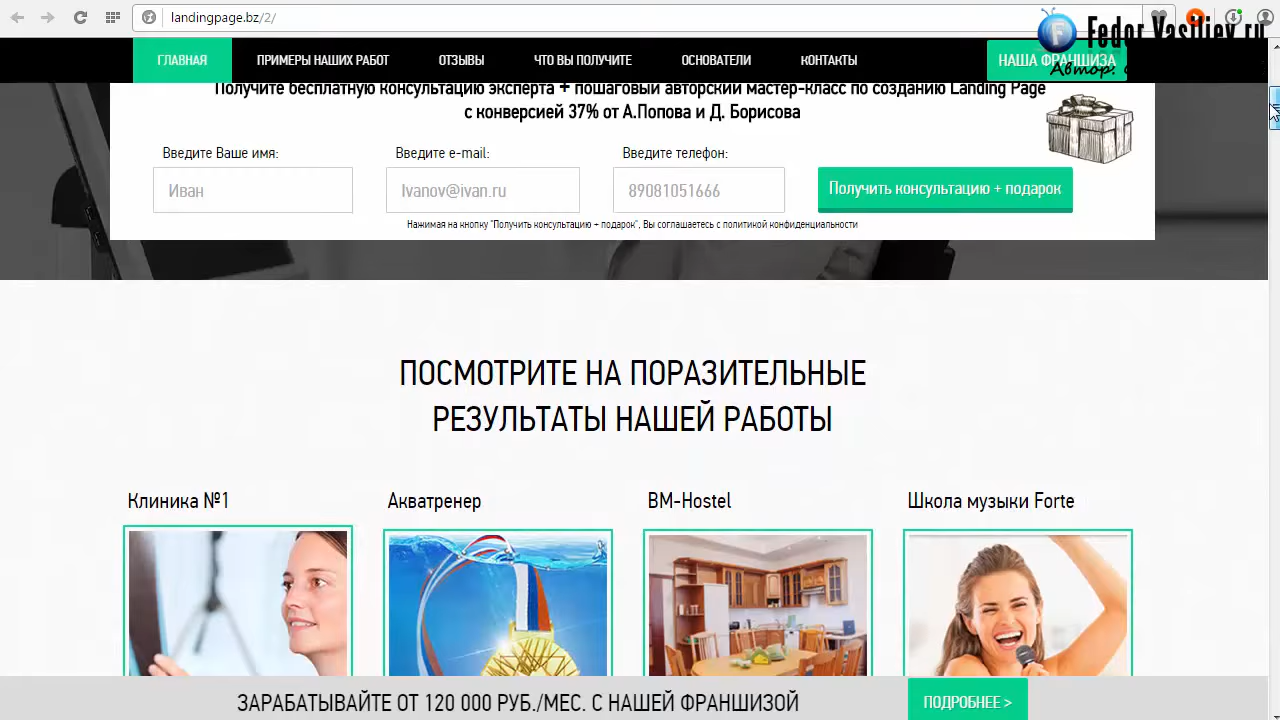 landingpage.bz/2/
Fedor Vasiliev.ru
Автор:
ГЛАВНАЯ
ПРИМЕРЫ НАШИХ РАБОТ
ОТЗЫВЫ
ЧТО ВЫ ПОЛУЧИТЕ
ОСНОВАТЕЛИ
КОНТАКТЫ
НАША ФРАНШИЗА
Получите бесплатную консультацию эксперта + пошаговый авторский мастер-класс по созданию Landing Page
с конверсией 37% от А.Попова и Д. Борисова
Введите Ваше имя:
Введите e-mail:
Введите телефон:
Иван
Ivanov@ivan.ru
89081051666
Получить консультацию + подарок
Нажимая на кнопку "Получить консультацию + подарок", Вы соглашаетесь с политикой конфиденциальности
ПОСМОТРИТЕ НА ПОРАЗИТЕЛЬНЫЕ
РЕЗУЛЬТАТЫ НАШЕЙ РАБОТЫ
Клиника №1
Акватренер
BM-Hostel
Школа музыки Forte
ЗАРАБАТЫВАЙТЕ ОТ 120 000 РУБ./МЕС. С НАШЕЙ ФРАНШИЗОЙ
ПОДРОБНЕЕ >